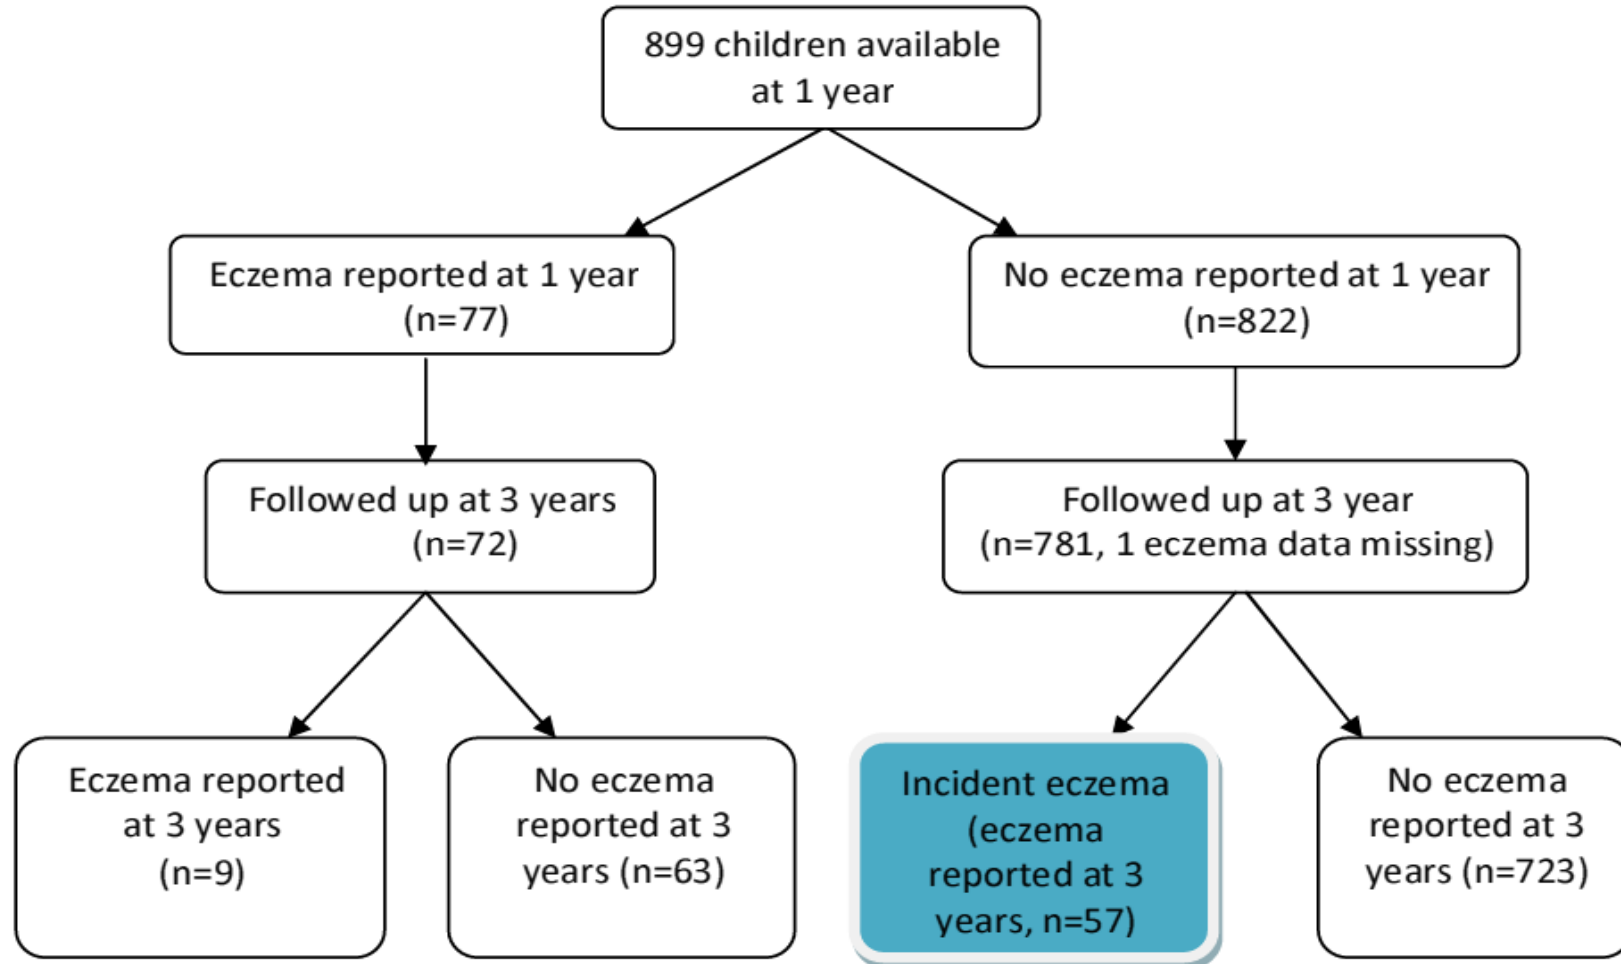 899 children available
at 1 year
Eczema reported at 1 year
(n=77)
No eczema reported at 1 year
(n=822)
Followed up at 3 years
(n=72)
Followed up at 3 year
(n=781, 1 eczema data missing)
Eczema reported
at 3 years
(n=9)
No eczema
reported at 3
years (n=63)
Incident eczema
(eczema
reported at 3
years, n=57)
No eczema
reported at 3
years (n=723)